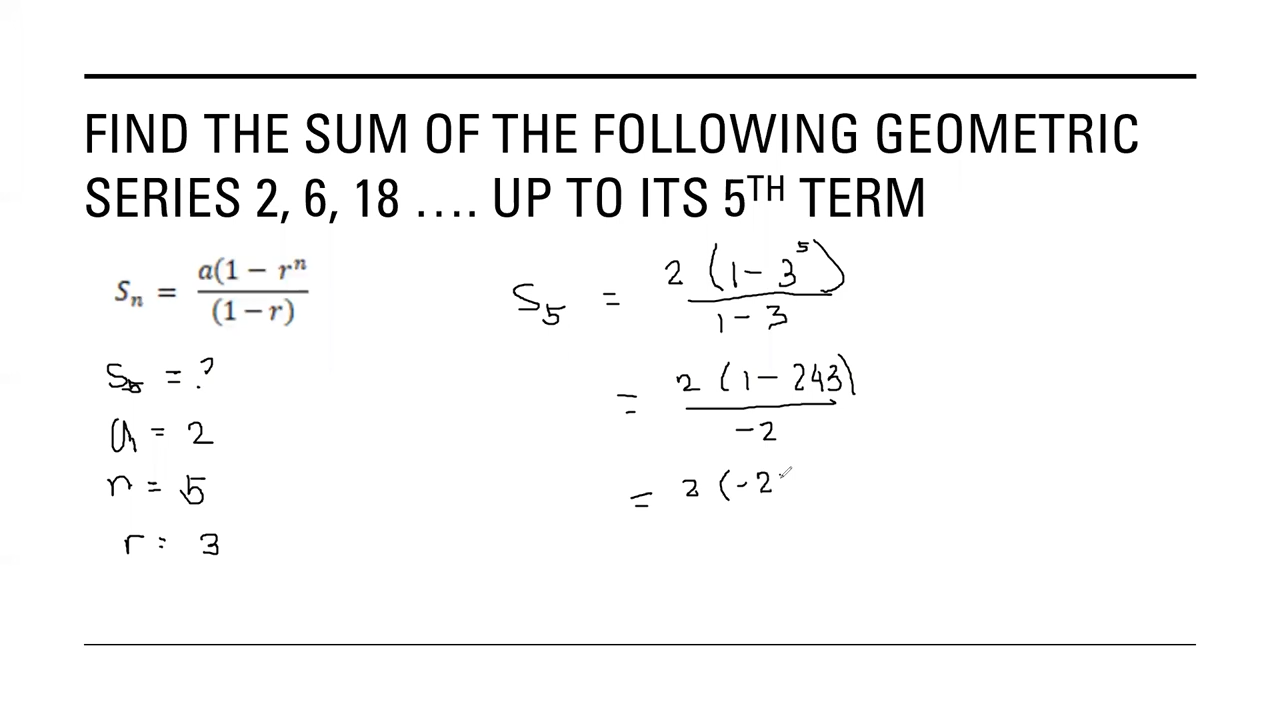 FIND THE SUM OF THE FOLLOWING GEOMETRIC
SERIES 2, 6, 18 .... UP TO ITS 5TH TERM
Sn = a(1 − r^n / (1 − r)
S5 = ?
a = 2
n = 5
r = 3
S5 = 2 (1 − 3^5) / 1 − 3
= 2 (1 − 243) / −2
= 2 (-2